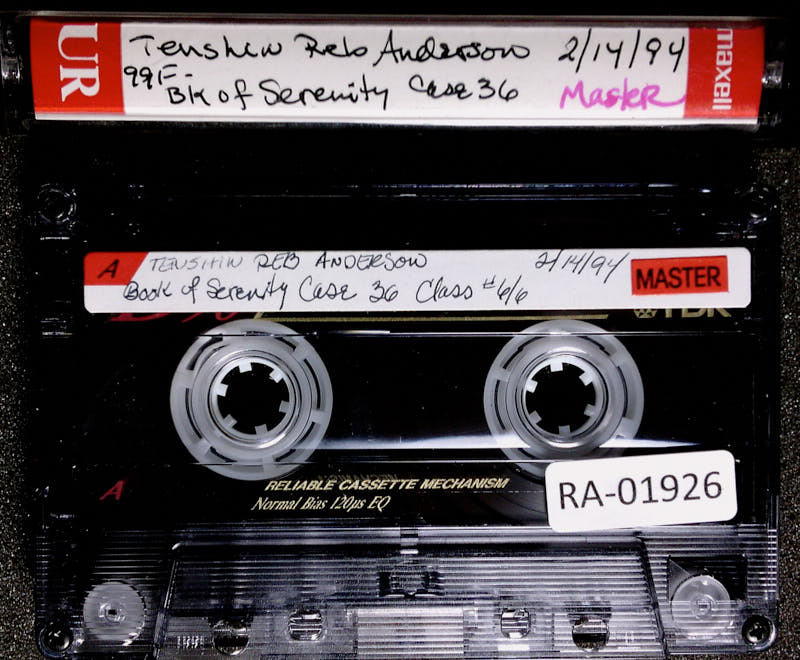 UR
maxell
Tenshin Reb Anderson 2/14/94
99F-
Bk of Serenity Case 36 Master
A TENSHIN REB ANDERSON 2/14/94
Book of Serenity Case 36 Class #6/6
MASTER
TDK
A
RELIABLE CASSETTE MECHANISM
Normal Bias 120µs EQ
RA-01926